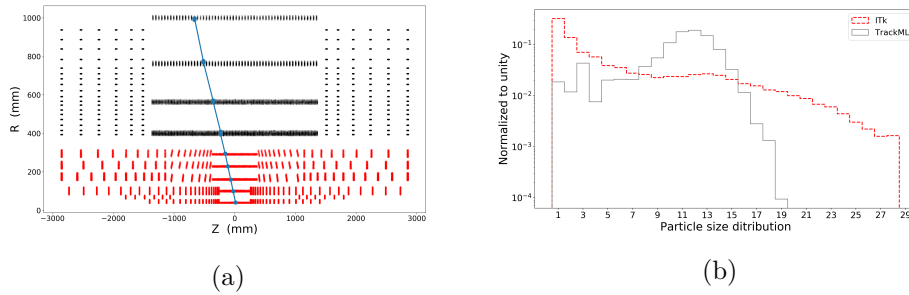 1000
800
600
400
200
0
R (mm)
−3000 −2000 −1000 0 1000 2000 3000
Z (mm)
(a)
ITk
TrackML
10⁻¹
10⁻²
10⁻³
10⁻⁴
Normalized to unity
1 3 5 7 9 11 13 15 17 19 21 23 25 27 29
Particle size ditribution
(b)